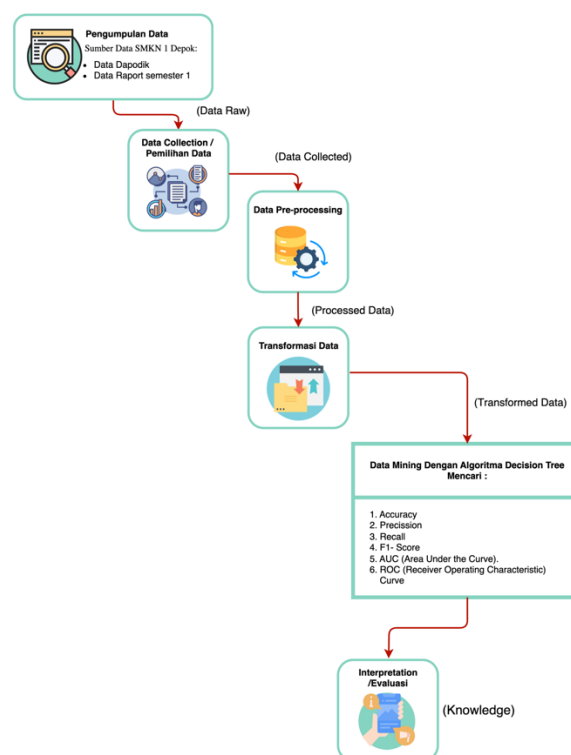 Pengumpulan Data
Sumber Data SMKN 1 Depok:
• Data Dapodik
• Data Raport semester 1
(Data Raw)
Data Collection /
Pemilihan Data
(Data Collected)
Data Pre-processing
(Processed Data)
Transformasi Data
(Transformed Data)
Data Mining Dengan Algoritma Decision Tree
Mencari :
1. Accuracy
2. Precission
3. Recall
4. F1- Score
5. AUC (Area Under the Curve).
6. ROC (Receiver Operating Characteristic)
Curve
Interpretation
/Evaluasi
(Knowledge)